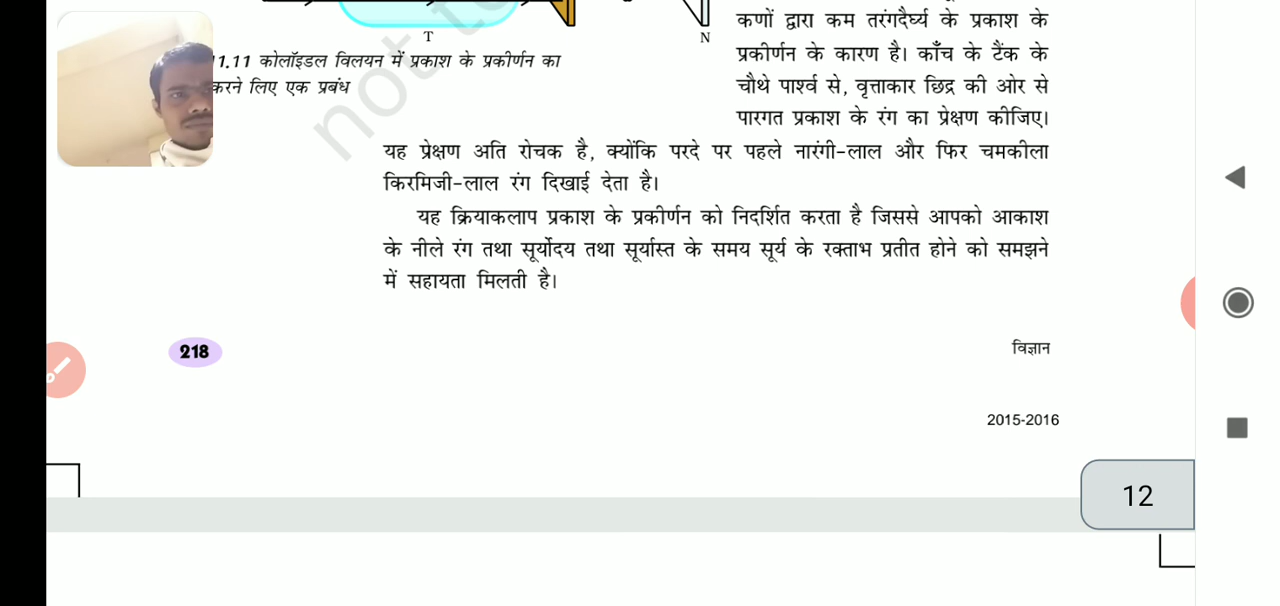 T
N
11.11 कोलॉइडल विलयन में प्रकाश के प्रकीर्णन का
करने लिए एक प्रबंध
not to
कणों द्वारा कम तरंगदैर्घ्य के प्रकाश के
प्रकीर्णन के कारण है। काँच के टैंक के
चौथे पार्श्व से, वृत्ताकार छिद्र की ओर से
पारगत प्रकाश के रंग का प्रेक्षण कीजिए।
यह प्रेक्षण अति रोचक है, क्योंकि परदे पर पहले नारंगी-लाल और फिर चमकीला
किरमिजी-लाल रंग दिखाई देता है।
यह क्रियाकलाप प्रकाश के प्रकीर्णन को निदर्शित करता है जिससे आपको आकाश
के नीले रंग तथा सूर्योदय तथा सूर्यास्त के समय सूर्य के रक्ताभ प्रतीत होने को समझने
में सहायता मिलती है।
218
विज्ञान
2015-2016
12